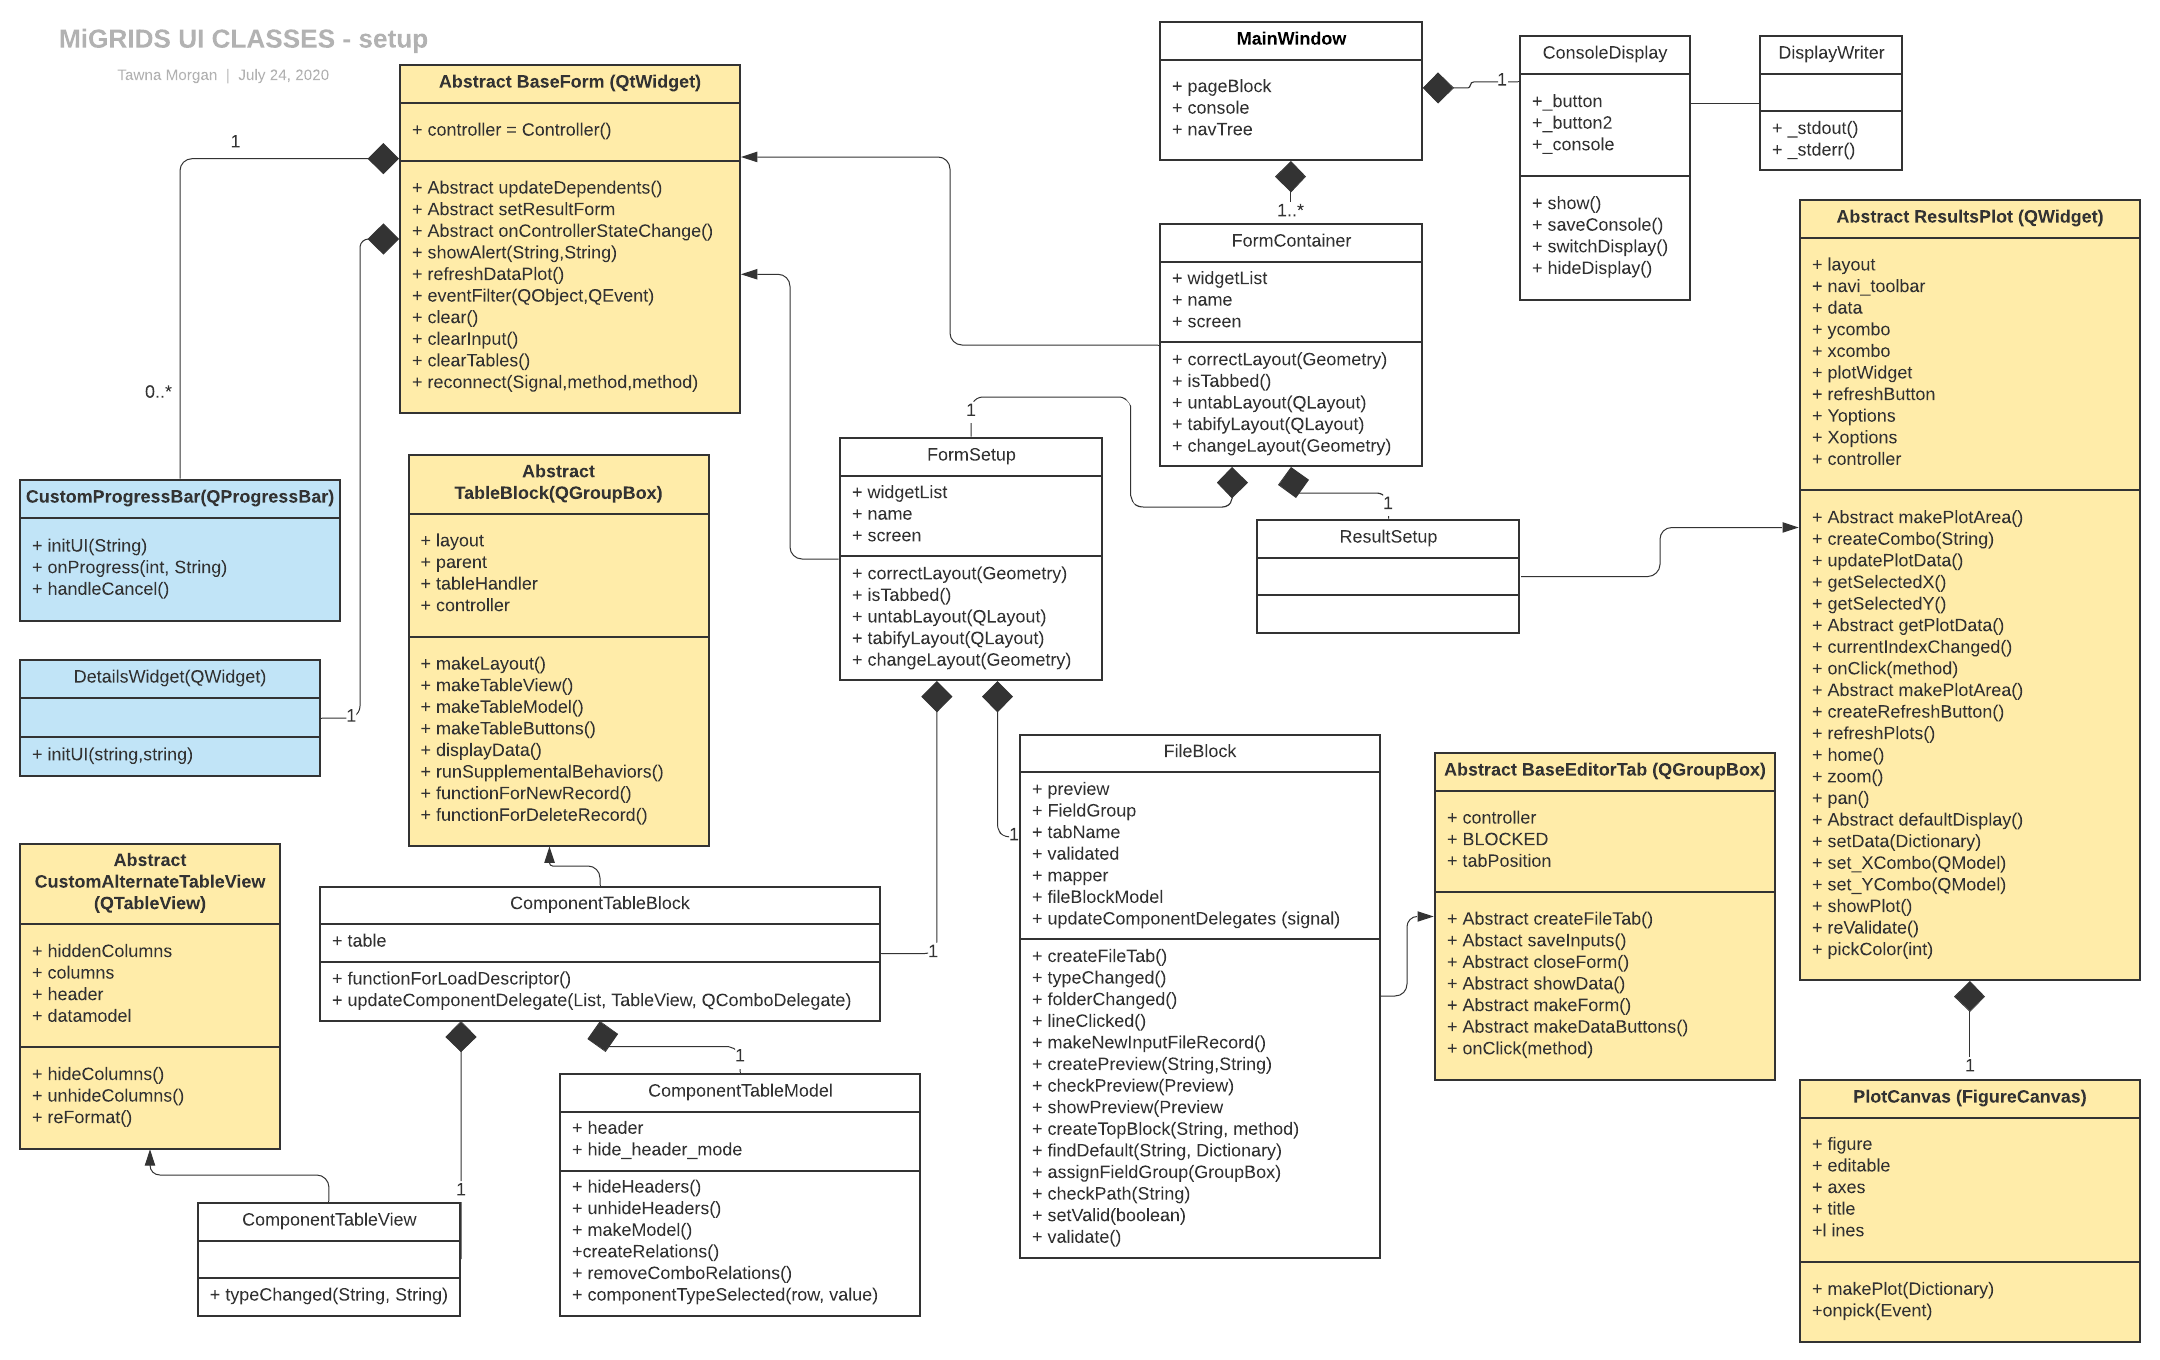 MiGRIDS UI CLASSES - setup
Tawna Morgan | July 24, 2020
Abstract BaseForm (QtWidget)
+ controller = Controller()
+ Abstract updateDependents()
+ Abstract setResultForm
+ Abstract onControllerStateChange()
+ showAlert(String,String)
+ refreshDataPlot()
+ eventFilter(QObject,QEvent)
+ clear()
+ clearInput()
+ clearTables()
+ reconnect(Signal,method,method)
1
0..*
CustomProgressBar(QProgressBar)
+ initUI(String)
+ onProgress(int, String)
+ handleCancel()
DetailsWidget(QWidget)
+ initUI(string,string)
1
MainWindow
+ pageBlock
+ console
+ navTree
1
1..*
ConsoleDisplay
+_button
+_button2
+_console
+ show()
+ saveConsole()
+ switchDisplay()
+ hideDisplay()
DisplayWriter
+ _stdout()
+ _stderr()
FormContainer
+ widgetList
+ name
+ screen
+ correctLayout(Geometry)
+ isTabbed()
+ untabLayout(QLayout)
+ tabifyLayout(QLayout)
+ changeLayout(Geometry)
1
1
FormSetup
+ widgetList
+ name
+ screen
+ correctLayout(Geometry)
+ isTabbed()
+ untabLayout(QLayout)
+ tabifyLayout(QLayout)
+ changeLayout(Geometry)
ResultSetup
Abstract ResultsPlot (QWidget)
+ layout
+ navi_toolbar
+ data
+ ycombo
+ xcombo
+ plotWidget
+ refreshButton
+ Yoptions
+ Xoptions
+ controller
+ Abstract makePlotArea()
+ createCombo(String)
+ updatePlotData()
+ getSelectedX()
+ getSelectedY()
+ Abstract getPlotData()
+ currentIndexChanged()
+ onClick(method)
+ Abstract makePlotArea()
+ createRefreshButton()
+ refreshPlots()
+ home()
+ zoom()
+ pan()
+ Abstract defaultDisplay()
+ setData(Dictionary)
+ set_XCombo(QModel)
+ set_YCombo(QModel)
+ showPlot()
+ reValidate()
+ pickColor(int)
1
PlotCanvas (FigureCanvas)
+ figure
+ editable
+ axes
+ title
+l ines
+ makePlot(Dictionary)
+onpick(Event)
Abstract
TableBlock(QGroupBox)
+ layout
+ parent
+ tableHandler
+ controller
+ makeLayout()
+ makeTableView()
+ makeTableModel()
+ makeTableButtons()
+ displayData()
+ runSupplementalBehaviors()
+ functionForNewRecord()
+ functionForDeleteRecord()
ComponentTableBlock
+ table
+ functionForLoadDescriptor()
+ updateComponentDelegate(List, TableView, QComboDelegate)
1
1
1
1
Abstract
CustomAlternateTableView
(QTableView)
+ hiddenColumns
+ columns
+ header
+ datamodel
+ hideColumns()
+ unhideColumns()
+ reFormat()
ComponentTableView
+ typeChanged(String, String)
ComponentTableModel
+ header
+ hide_header_mode
+ hideHeaders()
+ unhideHeaders()
+ makeModel()
+createRelations()
+ removeComboRelations()
+ componentTypeSelected(row, value)
FileBlock
+ preview
+ FieldGroup
+ tabName
+ validated
+ mapper
+ fileBlockModel
+ updateComponentDelegates (signal)
+ createFileTab()
+ typeChanged()
+ folderChanged()
+ lineClicked()
+ makeNewInputFileRecord()
+ createPreview(String,String)
+ checkPreview(Preview)
+ showPreview(Preview
+ createTopBlock(String, method)
+ findDefault(String, Dictionary)
+ assignFieldGroup(GroupBox)
+ checkPath(String)
+ setValid(boolean)
+ validate()
Abstract BaseEditorTab (QGroupBox)
+ controller
+ BLOCKED
+ tabPosition
+ Abstract createFileTab()
+ Abstact saveInputs()
+ Abstract closeForm()
+ Abstract showData()
+ Abstract makeForm()
+ Abstract makeDataButtons()
+ onClick(method)